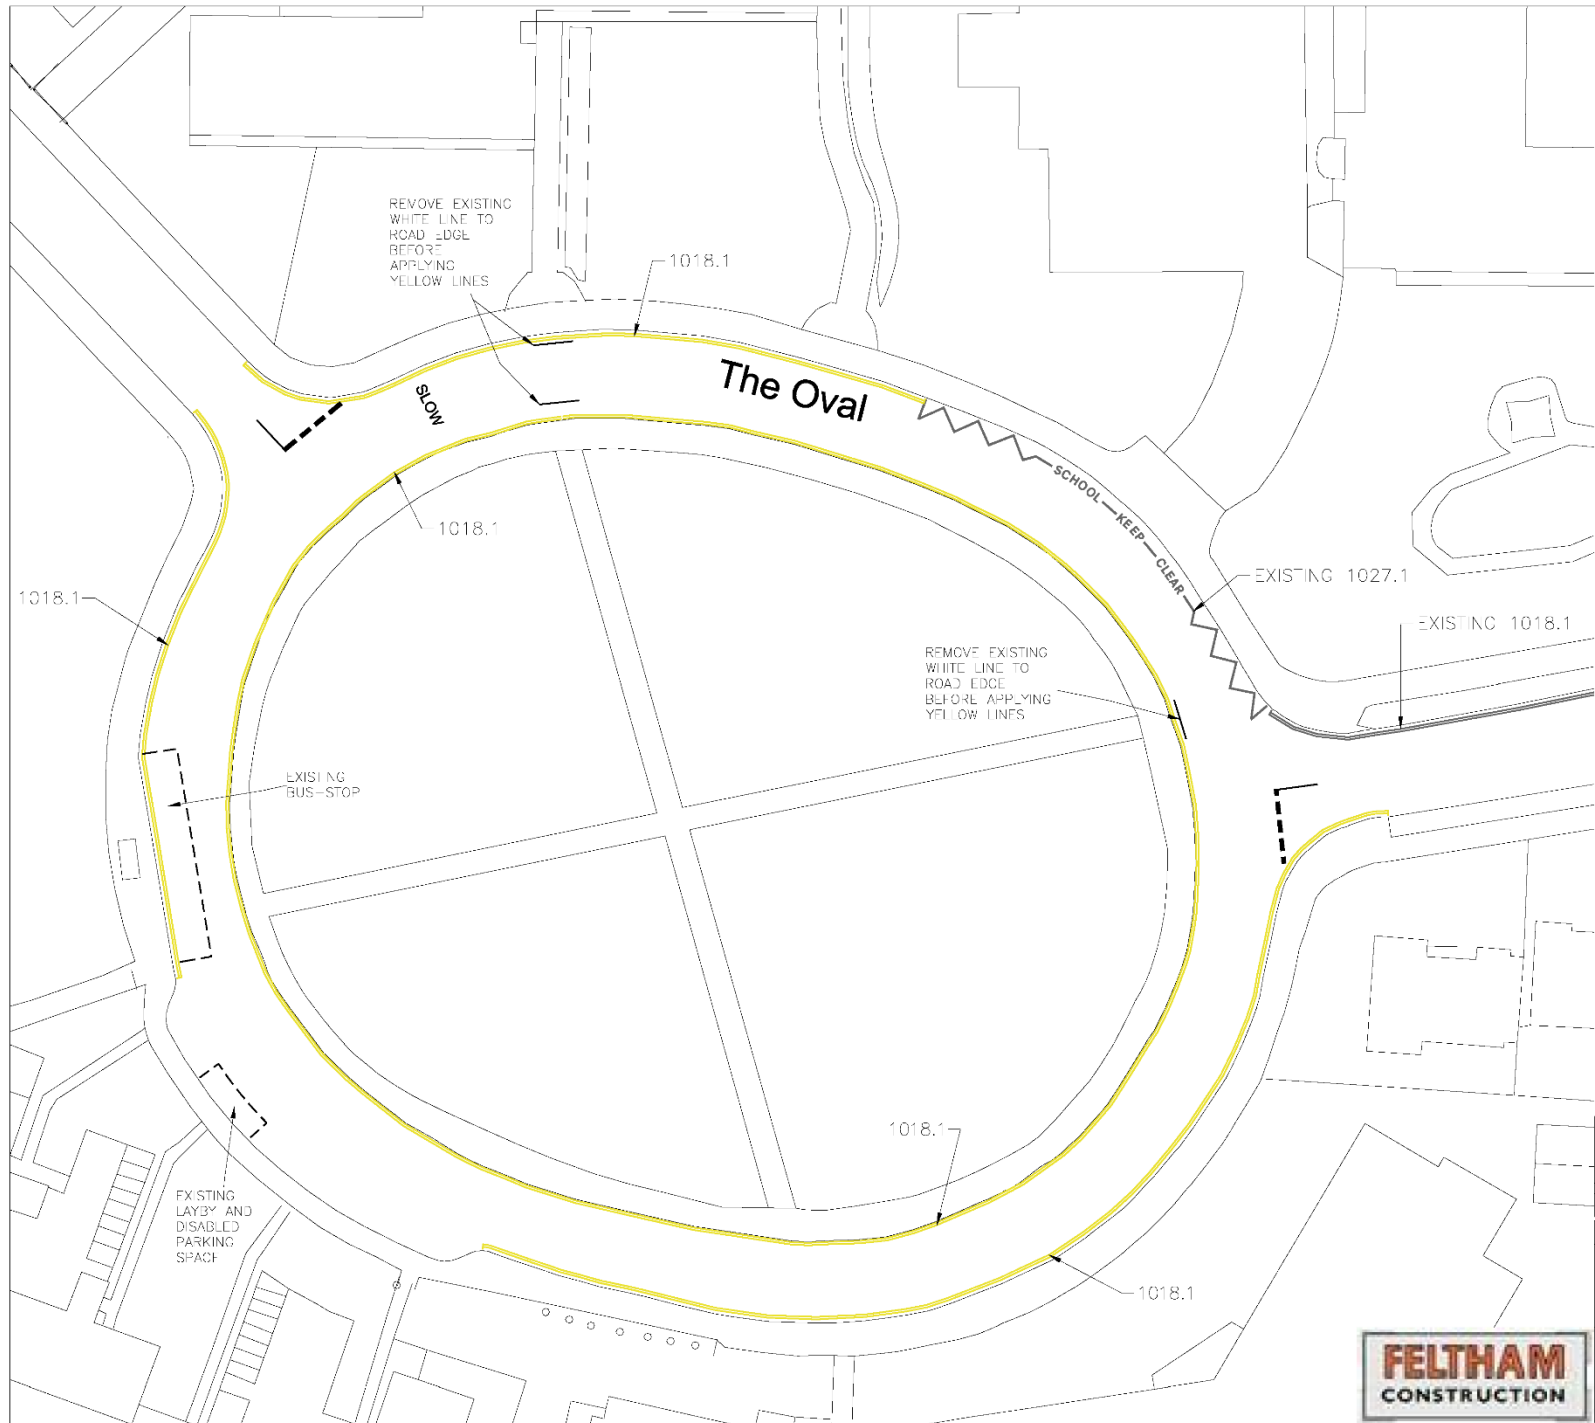 REMOVE EXISTING
WHITE LINE TO
ROAD EDGE
BEFORE
APPLYING
YELLOW LINES
1018.1
The Oval
SLOW
1018.1
SCHOOL
KEEP
CLEAR
EXISTING 1027.1
1018.1
EXISTING 1018.1
REMOVE EXISTING
WHITE LINE TO
ROAD EDGE
BEFORE APPLYING
YELLOW LINES
EXISTING
BUS-STOP
1018.1
EXISTING
LAYBY AND
DISABLED
PARKING
SPACE
1018.1
FELTHAM
CONSTRUCTION